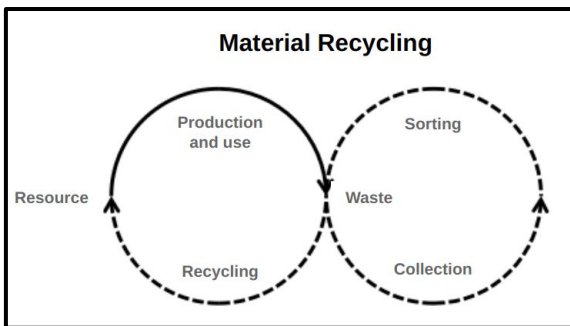 Material Recycling
Production
and use
Sorting
Resource
Waste
Recycling
Collection